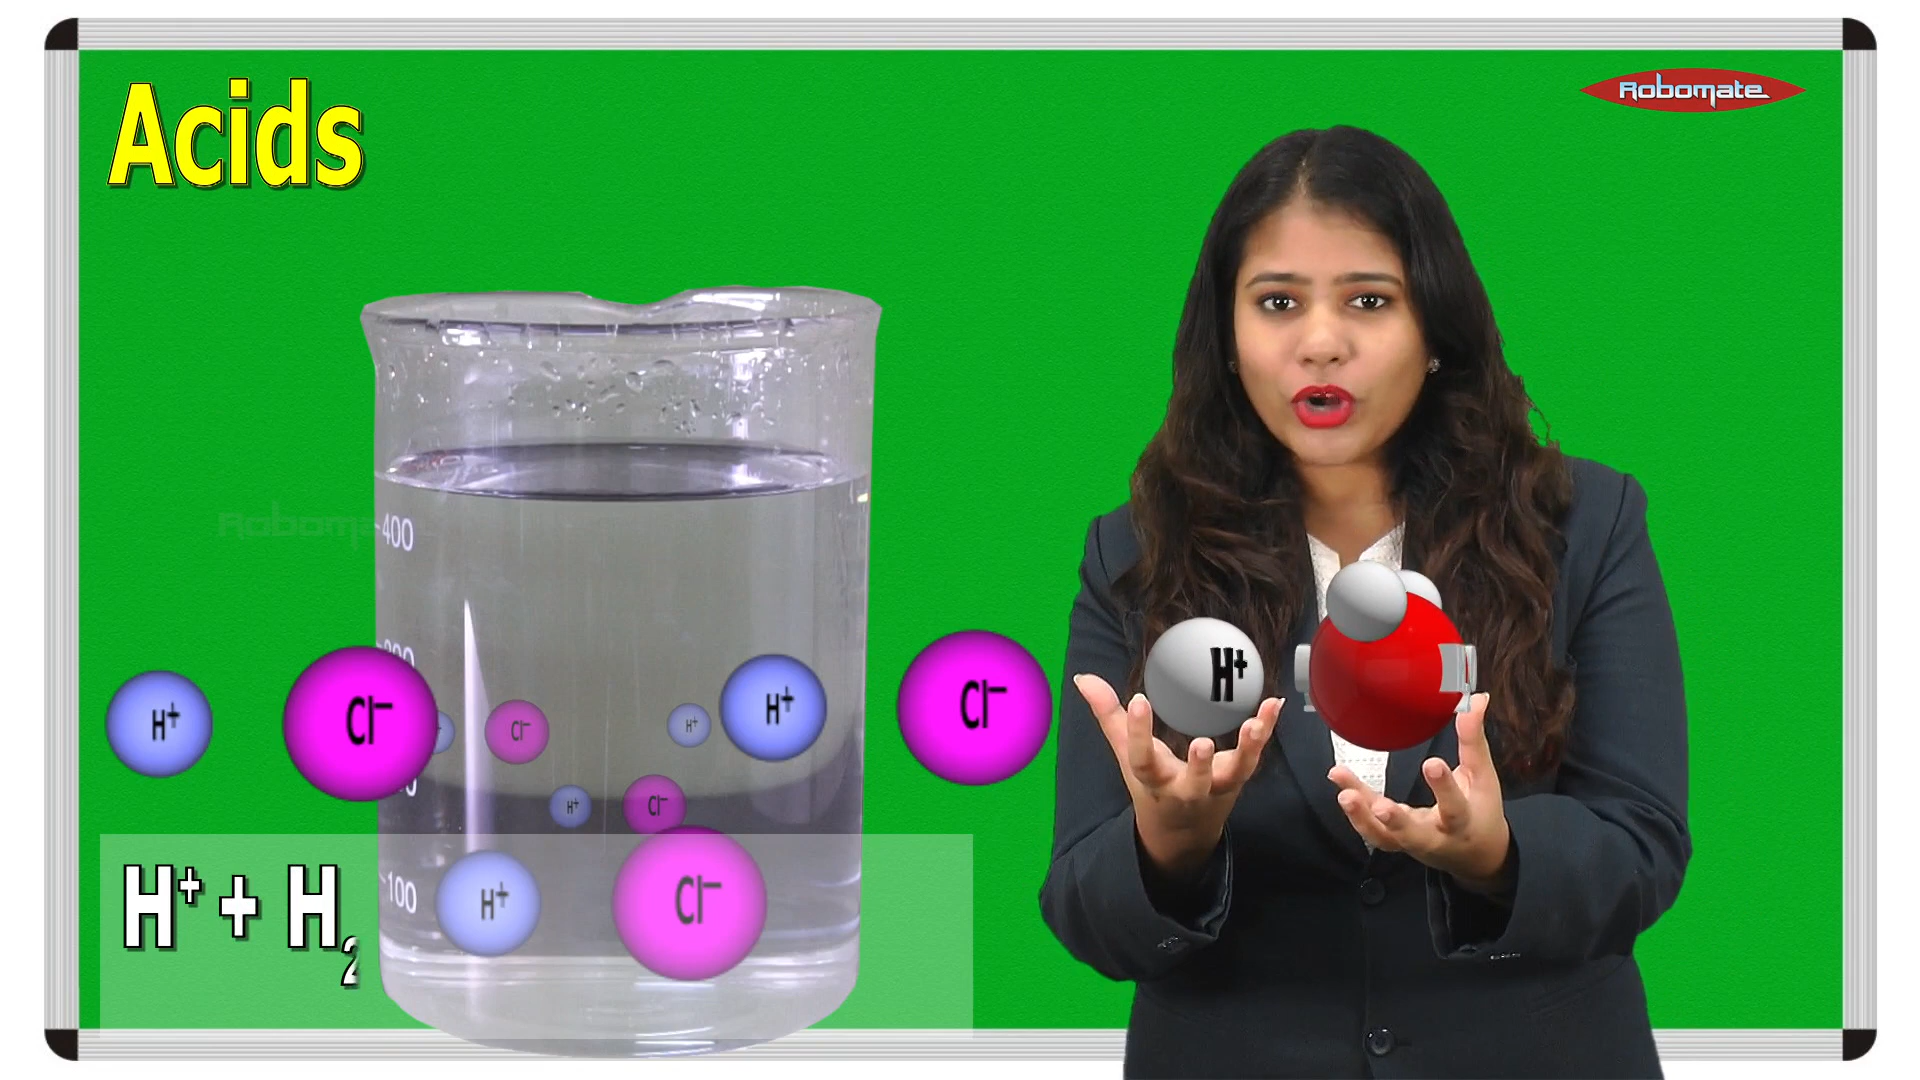 Acids
Robomate
400
H⁺ Cl⁻ Cl⁻ H⁺ H⁺ Cl⁻ H⁺
H⁺ Cl⁻
H⁺ + H₂
100
H⁺ Cl⁻